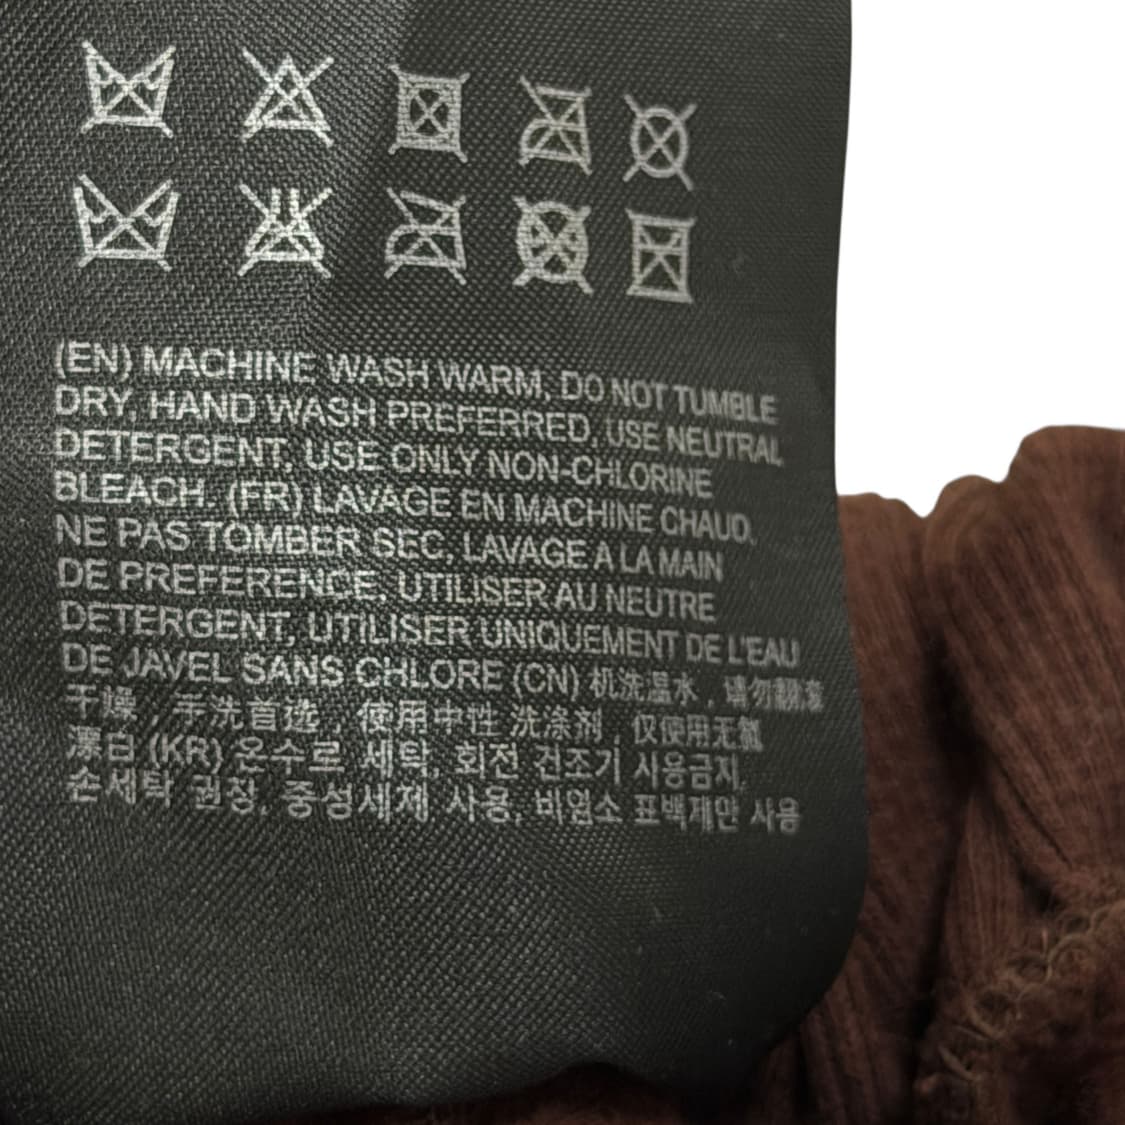 (EN) MACHINE WASH WARM, DO NOT TUMBLE
DRY, HAND WASH PREFERRED, USE NEUTRAL
DETERGENT, USE ONLY NON-CHLORINE
BLEACH, (FR) LAVAGE EN MACHINE CHAUD,
NE PAS TOMBER SEC, LAVAGE A LA MAIN
DE PREFERENCE, UTILISER AU NEUTRE
DETERGENT, UTILISER UNIQUEMENT DE L'EAU
DE JAVEL SANS CHLORE (CN) 机洗温水，请勿翻滚
干燥，手洗首选，使用中性 洗涤剂 仅使用无氯
漂白 (KR) 온수로 세탁, 회전 건조기 사용금지,
손세탁 권장, 중성세제 사용, 비염소 표백제만 사용